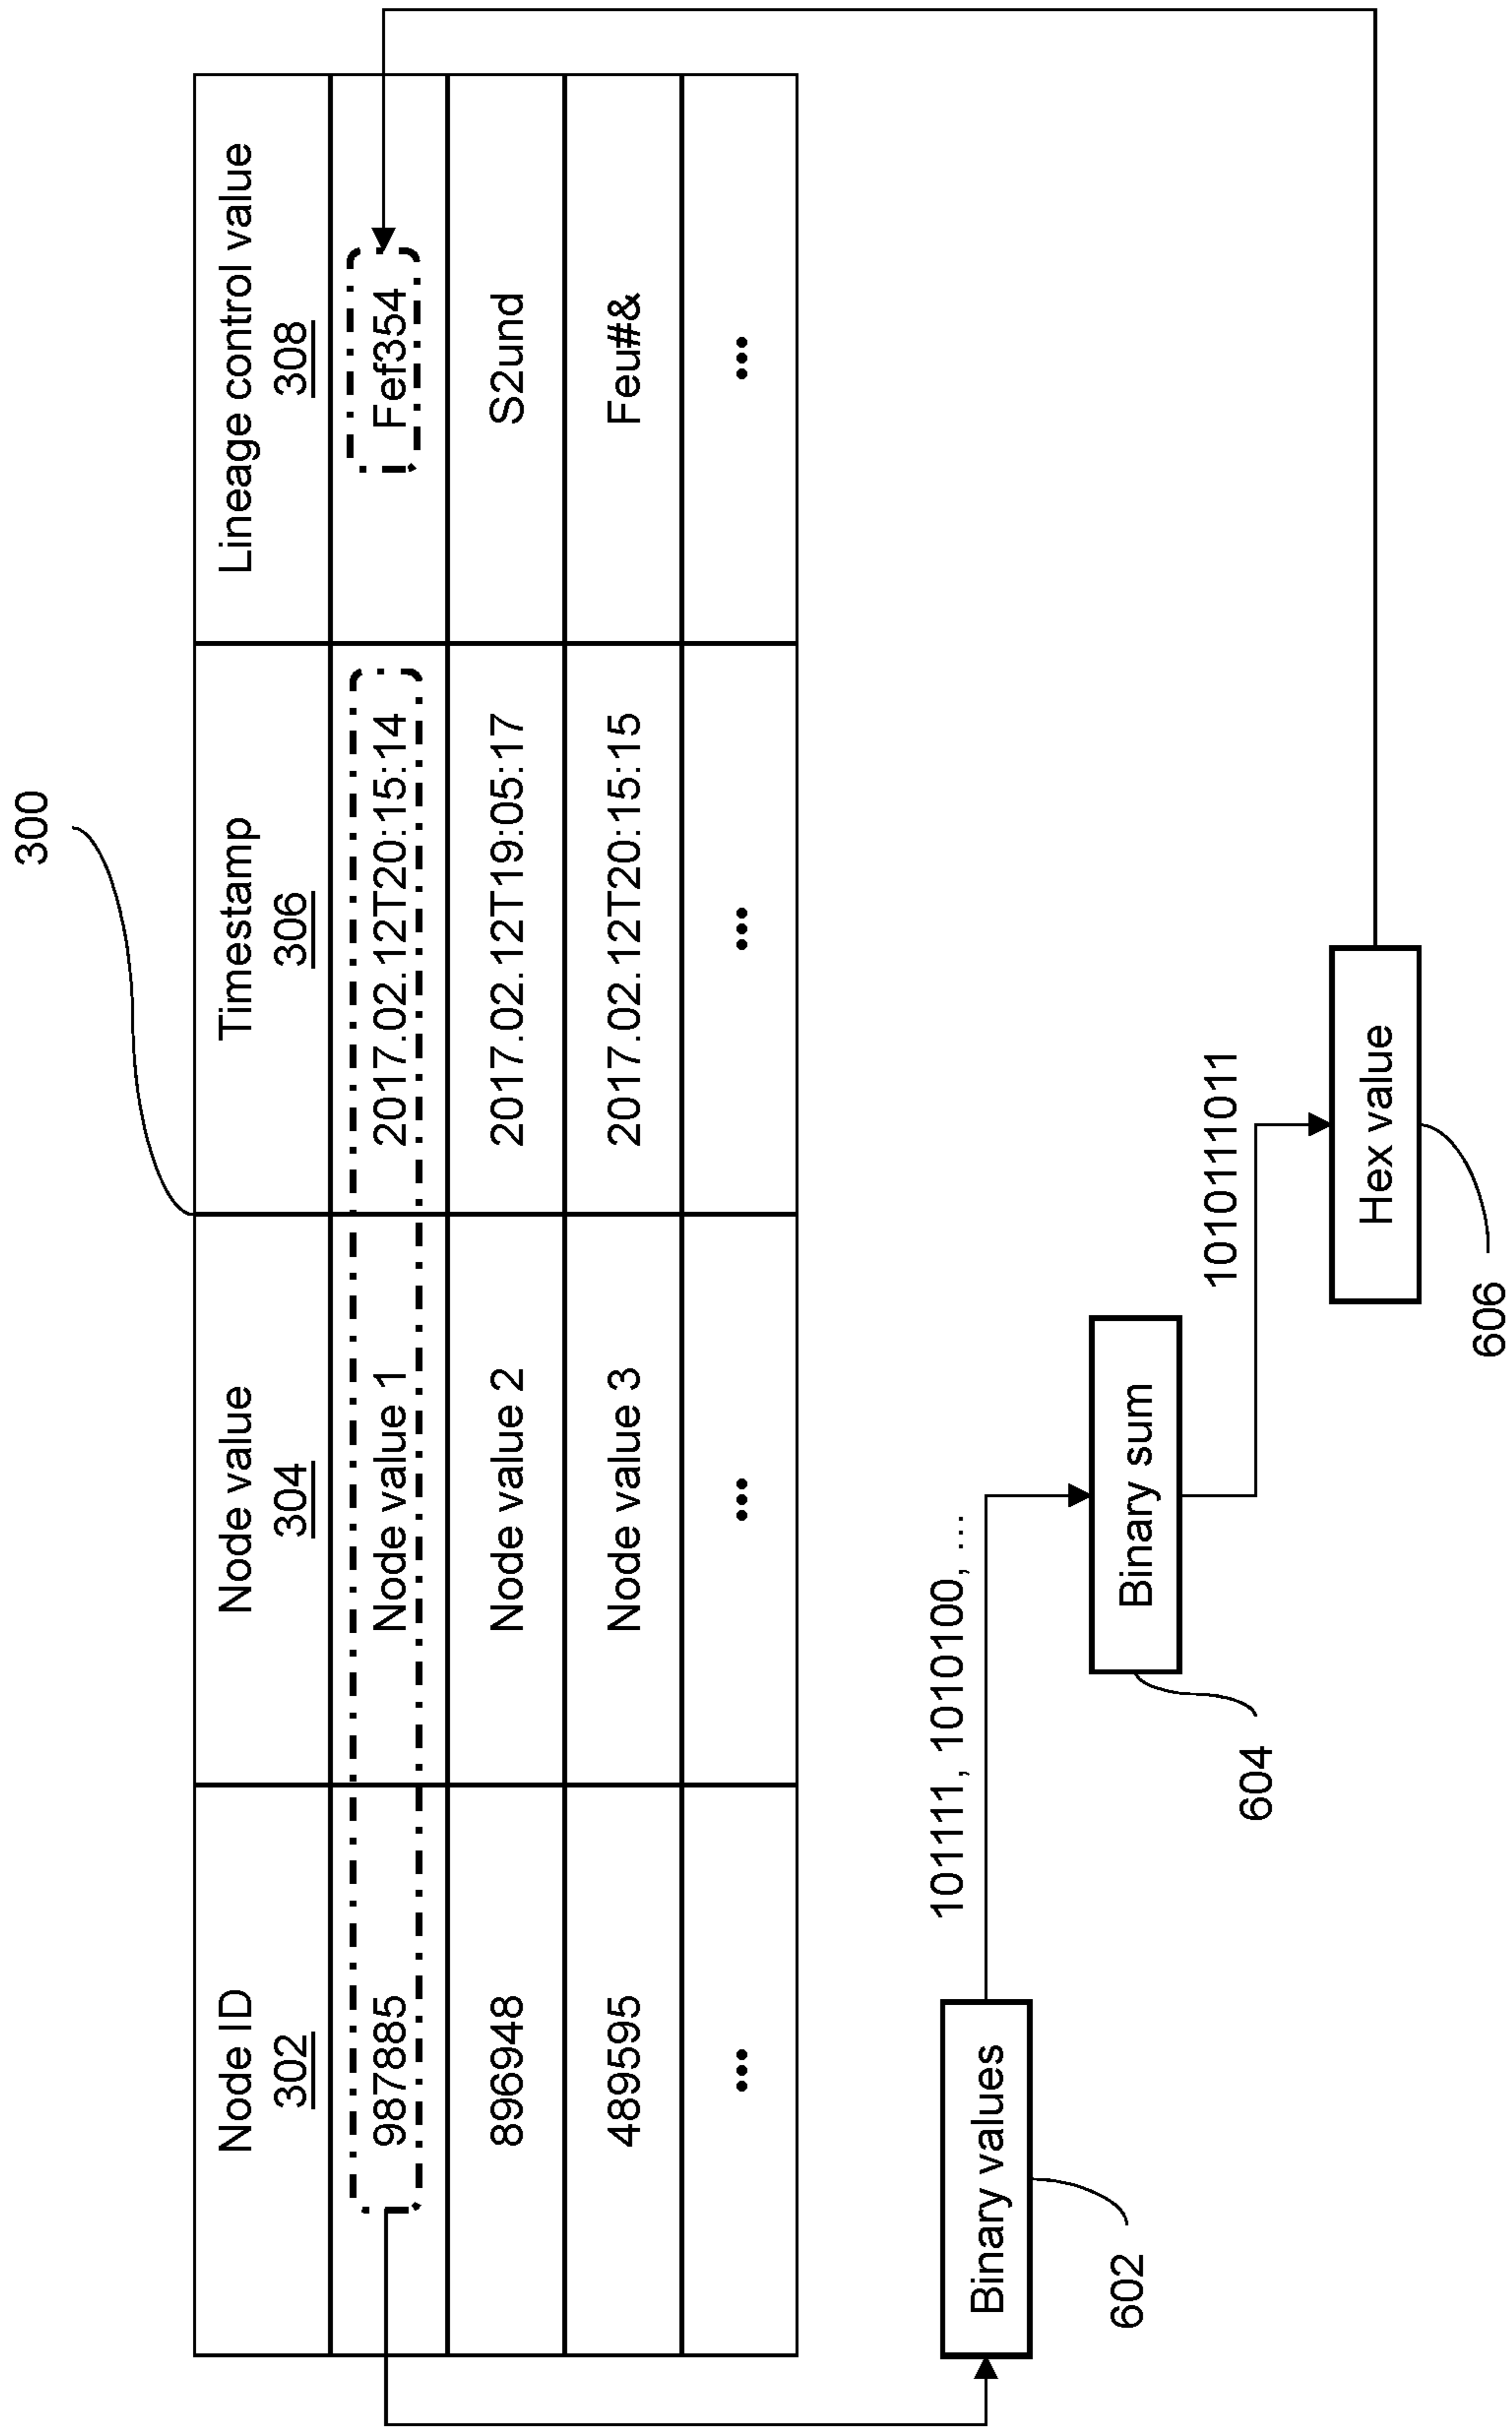 300
Node ID
302
Node value
304
Timestamp
306
Lineage control value
308
987885
Node value 1
2017.02.12T20:15:14
Fef354
896948
Node value 2
2017.02.12T19:05:17
S2und
489595
Node value 3
2017.02.12T20:15:15
Feu#&
...
...
...
...
Binary values
602
101111, 1010100, ...
Binary sum
604
10101111011
Hex value
606